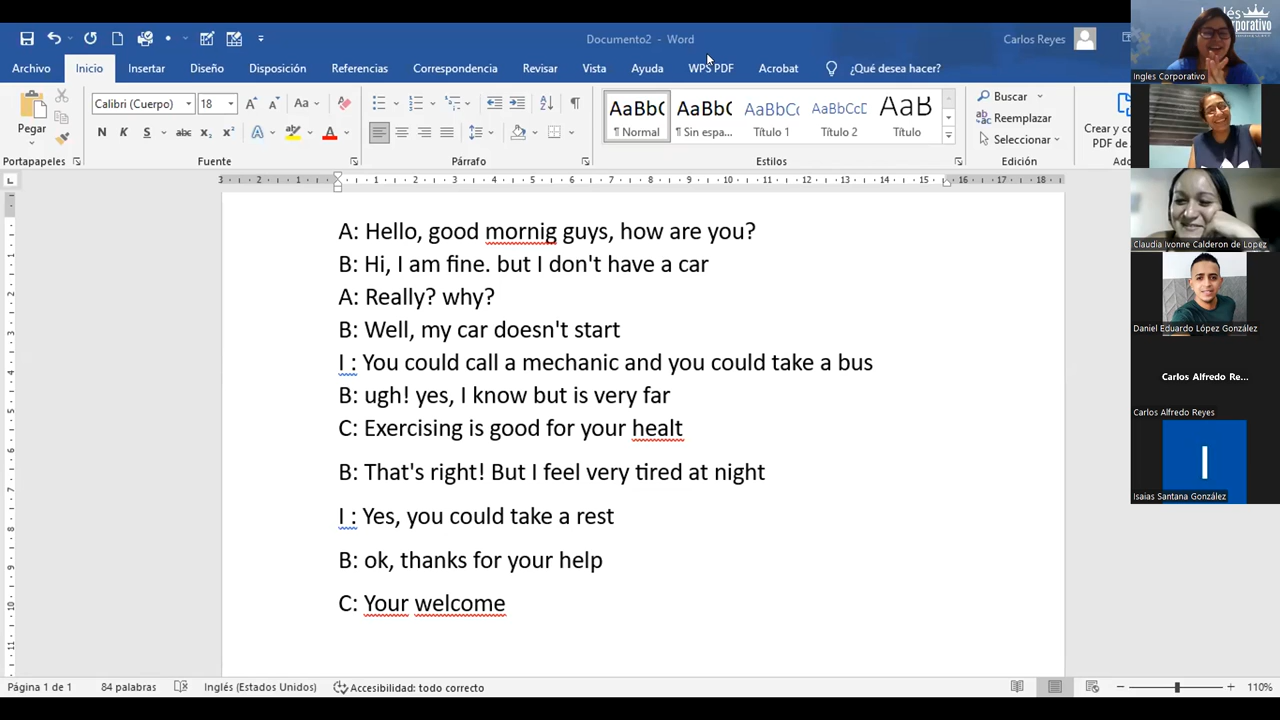 Documento2 - Word
Carlos Reyes
Archivo
Inicio
Insertar
Diseño
Disposición
Referencias
Correspondencia
Revisar
Vista
Ayuda
WPS PDF
Acrobat
¿Qué desea hacer?
Pegar
Portapapeles
Calibri (Cuerpo)
18
Fuente
Párrafo
AaBbC
¶ Normal
AaBbC
¶ Sin espa...
AaBbCc
Título 1
AaBbCcD
Título 2
AaB
Título
Estilos
Buscar
Reemplazar
Seleccionar
Edición
Crear y
PDF de
A: Hello, good mornig guys, how are you?
B: Hi, I am fine. but I don't have a car
A: Really? why?
B: Well, my car doesn't start
I : You could call a mechanic and you could take a bus
B: ugh! yes, I know but is very far
C: Exercising is good for your healt
B: That's right! But I feel very tired at night
I : Yes, you could take a rest
B: ok, thanks for your help
C: Your welcome
Página 1 de 1
84 palabras
Inglés (Estados Unidos)
Accesibilidad: todo correcto
110%
Ingles Corporativo
Claudia Ivonne Calderon de Lopez
Daniel Eduardo López González
Carlos Alfredo Re...
Carlos Alfredo Reyes
I
Isaias Santana González